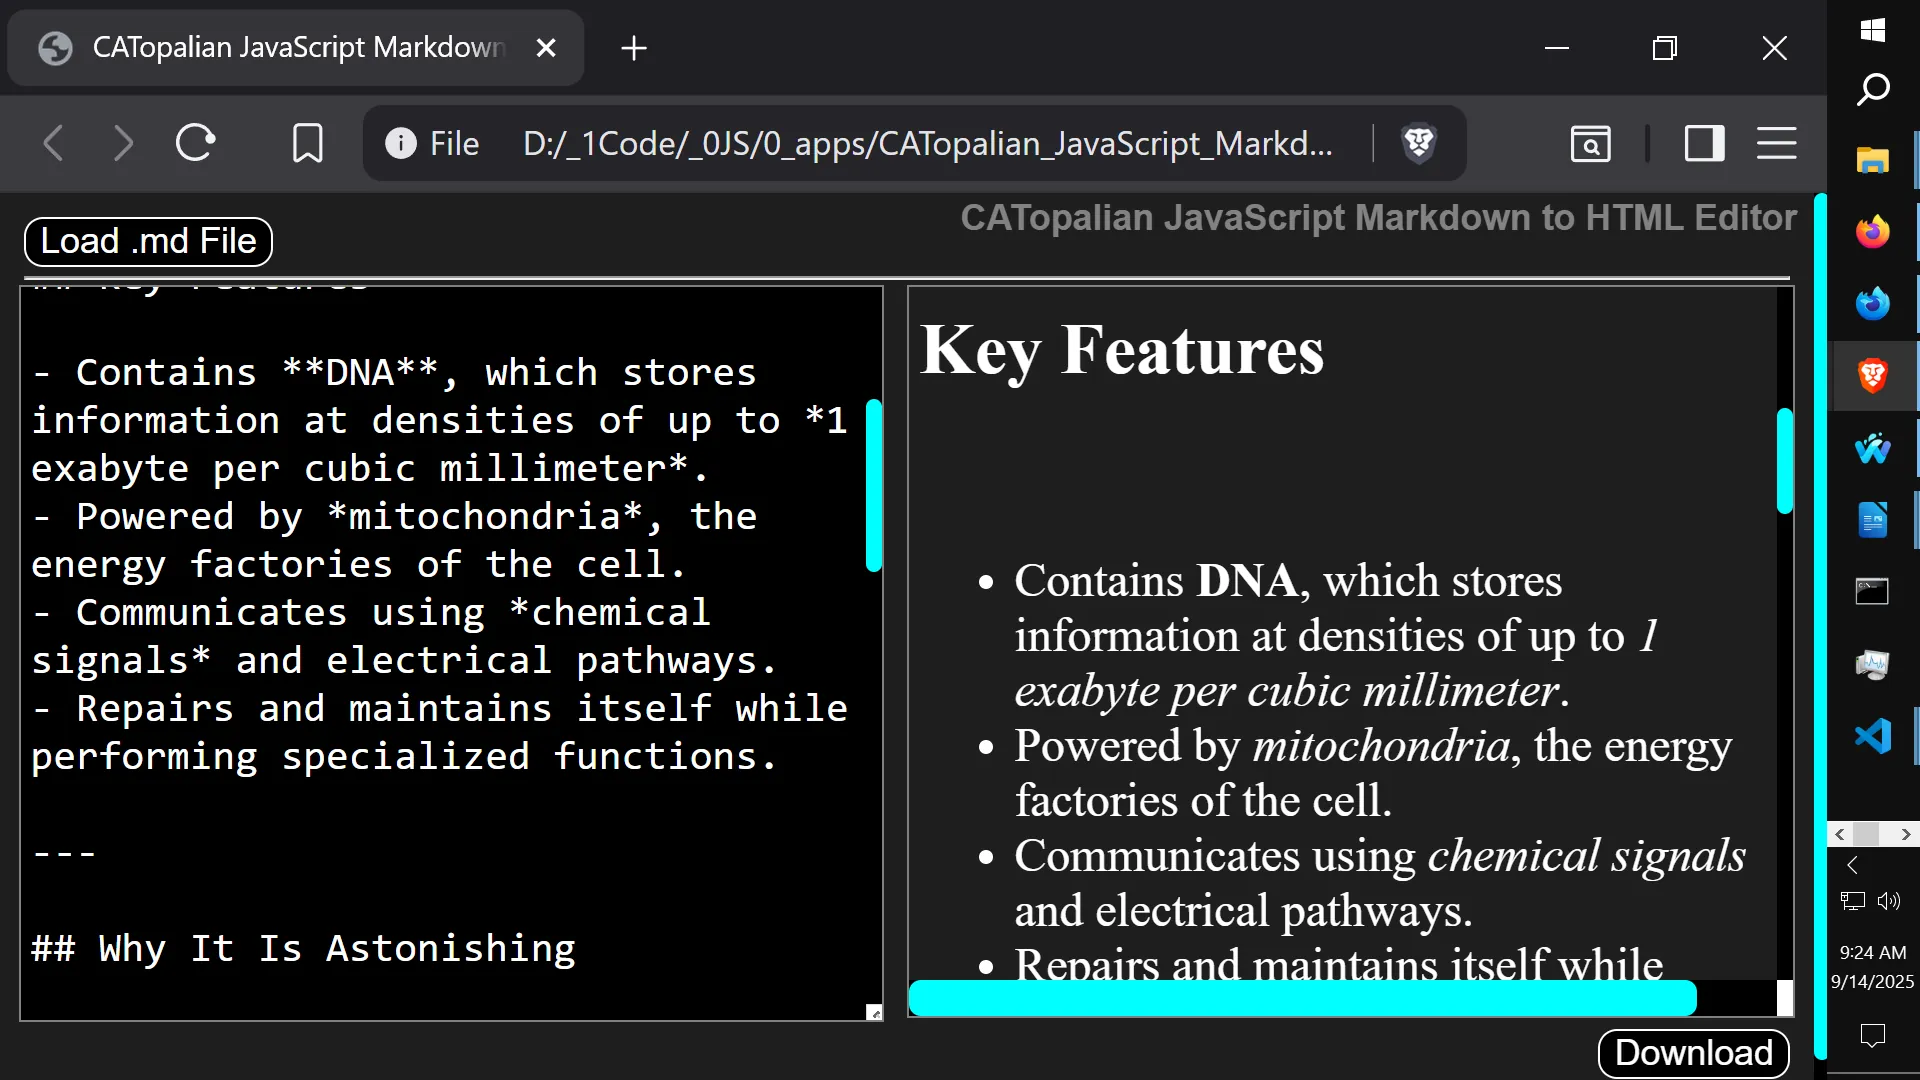 CATopalian JavaScript Markdown
File D:/_1Code/_0JS/0_apps/CATopalian_JavaScript_Markd...
CATopalian JavaScript Markdown to HTML Editor
Load .md File
## Key Features
- Contains **DNA**, which stores
information at densities of up to *1
exabyte per cubic millimeter*.
- Powered by *mitochondria*, the
energy factories of the cell.
- Communicates using *chemical
signals* and electrical pathways.
- Repairs and maintains itself while
performing specialized functions.
---
## Why It Is Astonishing
Key Features
• Contains DNA, which stores
information at densities of up to 1
exabyte per cubic millimeter.
• Powered by mitochondria, the energy
factories of the cell.
• Communicates using chemical signals
and electrical pathways.
• Repairs and maintains itself while
Download
9:24 AM
9/14/2025